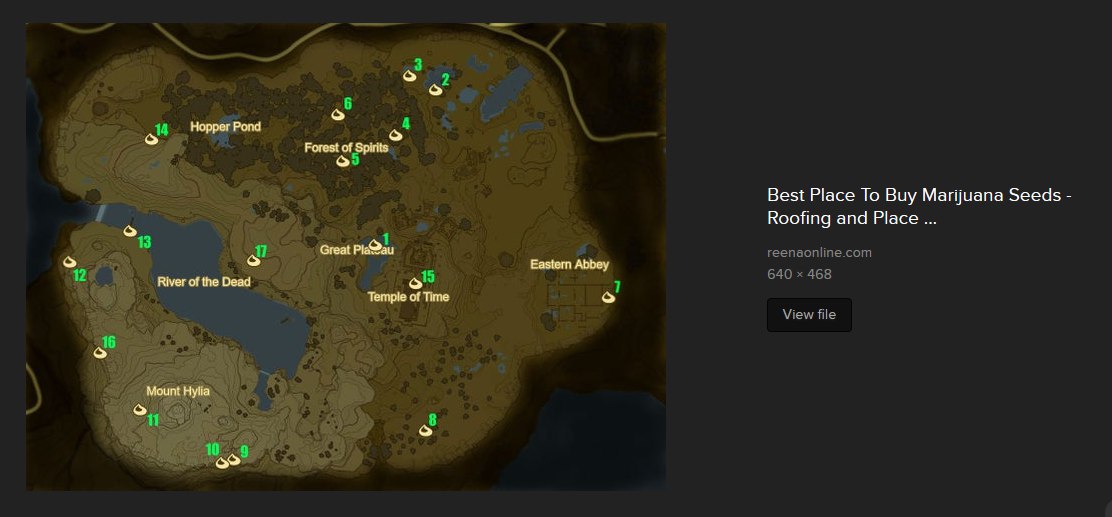 3
2
6
4
14
Hopper Pond
Forest of Spirits
5
1
13
17
Great Plateau
12
River of the Dead
15
Eastern Abbey
7
Temple of Time
16
Mount Hylia
11
8
10
9
Best Place To Buy Marijuana Seeds -
Roofing and Place ...
reenaonline.com
640 × 468
View file